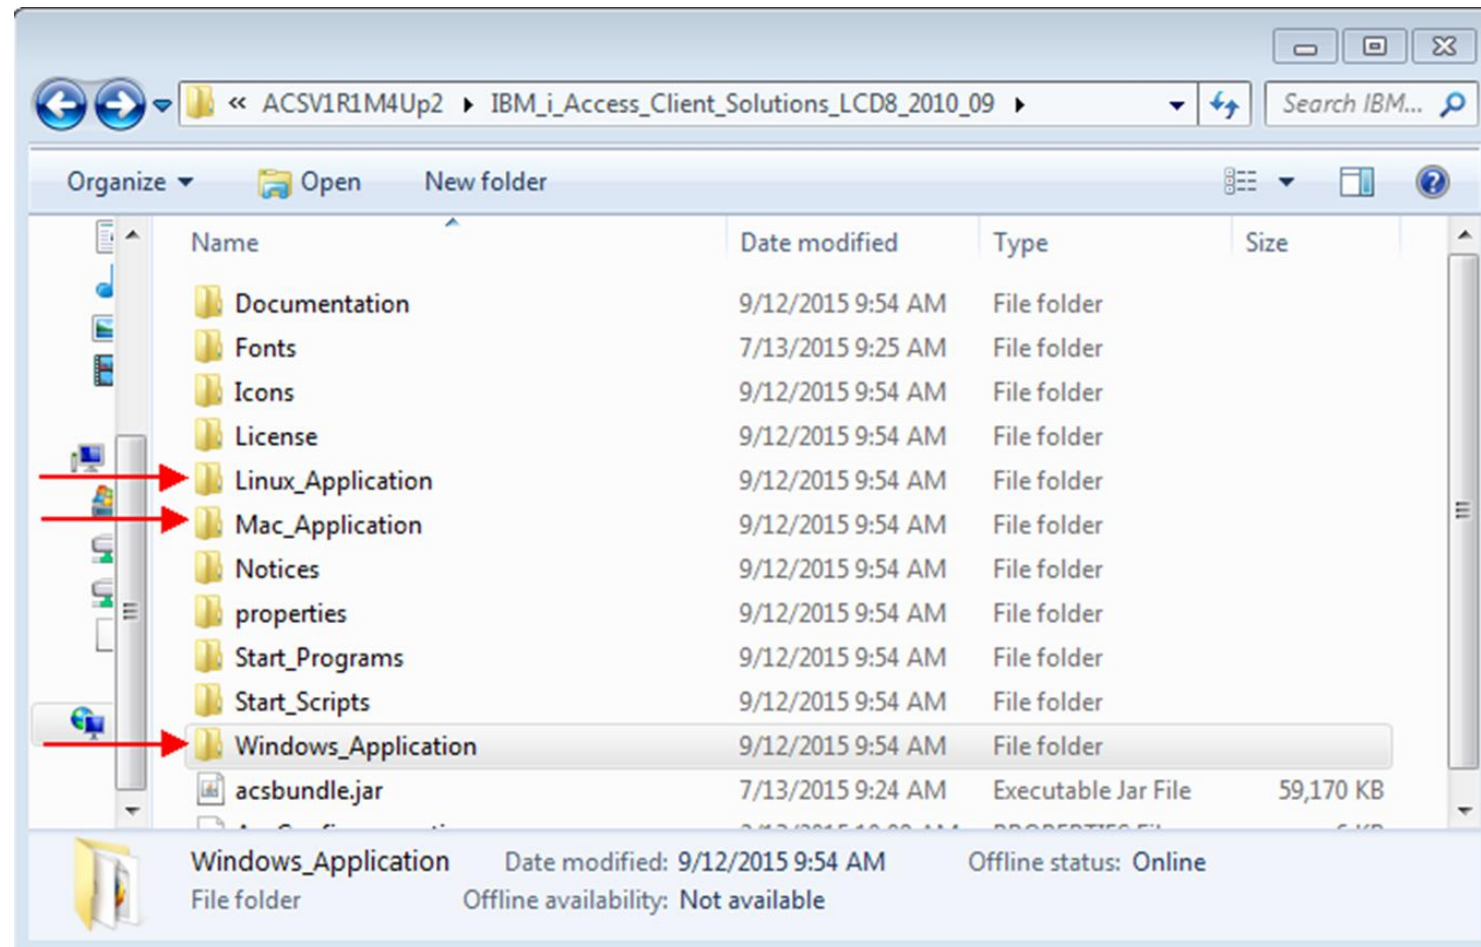 « ACSV1R1M4Up2 ▸ IBM_i_Access_Client_Solutions_LCD8_2010_09 ▸ Search IBM...
Organize Open New folder
Name Date modified Type Size
Documentation 9/12/2015 9:54 AM File folder
Fonts 7/13/2015 9:25 AM File folder
Icons 9/12/2015 9:54 AM File folder
License 9/12/2015 9:54 AM File folder
Linux_Application 9/12/2015 9:54 AM File folder
Mac_Application 9/12/2015 9:54 AM File folder
Notices 9/12/2015 9:54 AM File folder
properties 9/12/2015 9:54 AM File folder
Start_Programs 9/12/2015 9:54 AM File folder
Start_Scripts 9/12/2015 9:54 AM File folder
Windows_Application 9/12/2015 9:54 AM File folder
acsbundle.jar 7/13/2015 9:24 AM Executable Jar File 59,170 KB
Windows_Application Date modified: 9/12/2015 9:54 AM Offline status: Online
File folder Offline availability: Not available